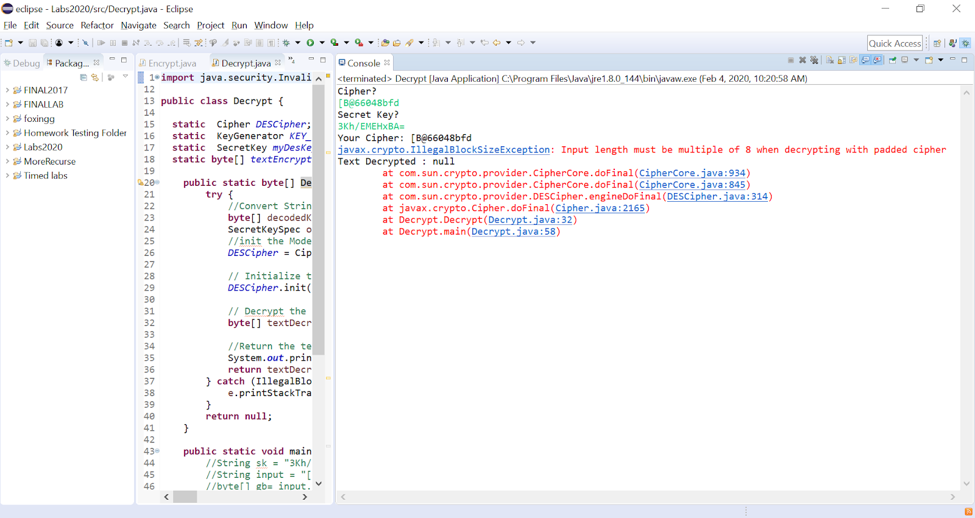 eclipse - Labs2020/src/Decrypt.java - Eclipse
File Edit Source Refactor Navigate Search Project Run Window Help
Quick Access
Debug Packag...
FINAL2017
FINALLAB
foxingg
Homework Testing Folder
Labs2020
MoreRecurse
Timed labs
Encrypt.java Decrypt.java
1 import java.security.Invali
12
13 public class Decrypt {
14
15 static Cipher DESCipher;
16 static KeyGenerator KEY_
17 static SecretKey myDesKe
18 static byte[] textEncrypt
19
20 public static byte[] De
21 try {
22 //Convert Strin
23 byte[] decodedK
24 SecretKeySpec o
25 //init the Mode
26 DESCipher = Cip
27
28 // Initialize t
29 DESCipher.init(
30
31 // Decrypt the
32 byte[] textDecr
33
34 //Return the te
35 System.out.prin
36 return textDecr
37 } catch (IllegalBlo
38 e.printStackTra
39 }
40 return null;
41 }
42
43 public static void main
44 //String sk = "3Kh/
45 //String input = "[
46 //byte[] gb= input.
Console
<terminated> Decrypt [Java Application] C:\Program Files\Java\jre1.8.0_144\bin\javaw.exe (Feb 4, 2020, 10:20:58 AM)
Cipher?
[B@66048bfd
Secret Key?
3Kh/EMEHxBA=
Your Cipher: [B@66048bfd
javax.crypto.IllegalBlockSizeException: Input length must be multiple of 8 when decrypting with padded cipher
Text Decrypted : null
at com.sun.crypto.provider.CipherCore.doFinal(CipherCore.java:934)
at com.sun.crypto.provider.CipherCore.doFinal(CipherCore.java:845)
at com.sun.crypto.provider.DESCipher.engineDoFinal(DESCipher.java:314)
at javax.crypto.Cipher.doFinal(Cipher.java:2165)
at Decrypt.Decrypt(Decrypt.java:32)
at Decrypt.main(Decrypt.java:58)